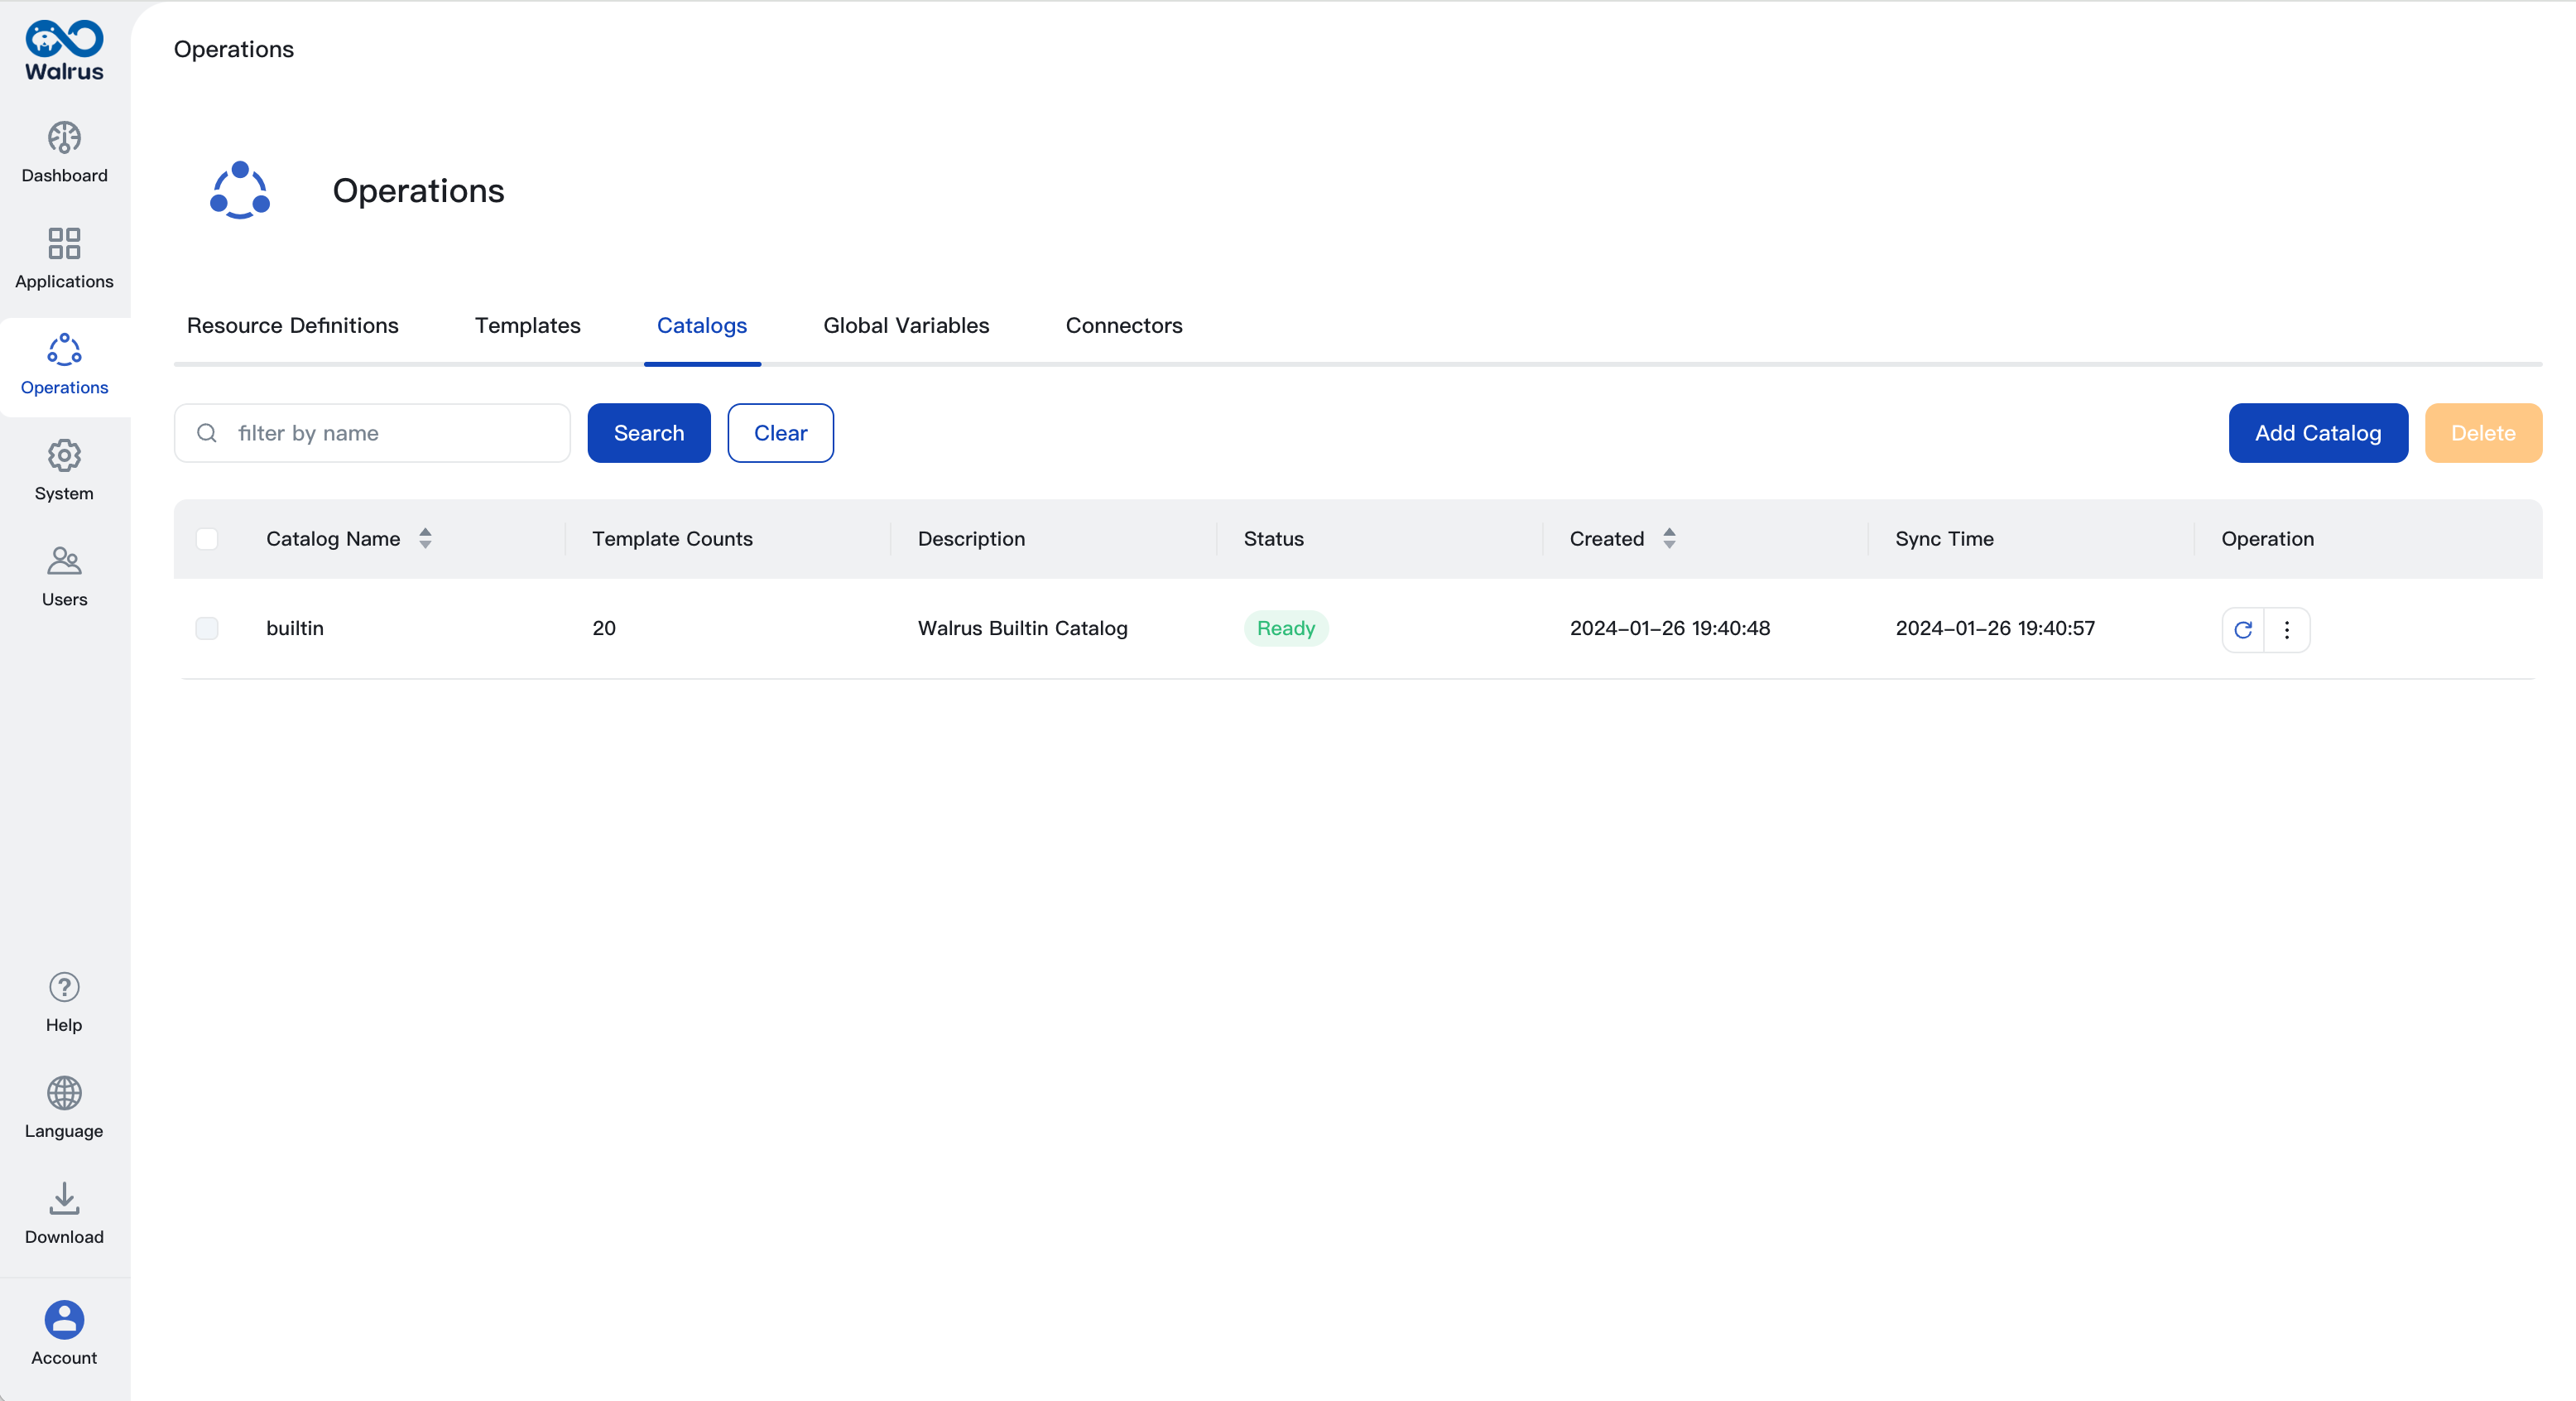 Walrus
Dashboard
Applications
Operations
System
Users
Help
Language
Download
Account
Operations
Operations
Resource Definitions Templates Catalogs Global Variables Connectors
filter by name Search Clear Add Catalog Delete
Catalog Name Template Counts Description Status Created Sync Time Operation
builtin 20 Walrus Builtin Catalog Ready 2024-01-26 19:40:48 2024-01-26 19:40:57